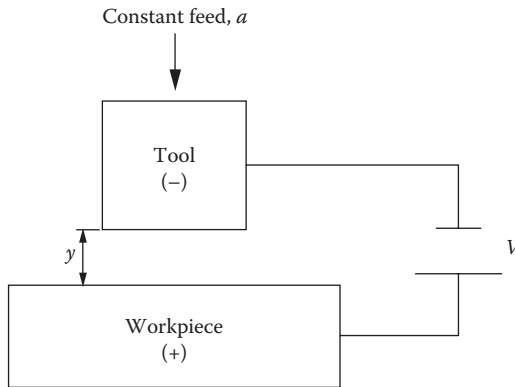 Constant feed, a
Tool
(–)
y
V
Workpiece
(+)